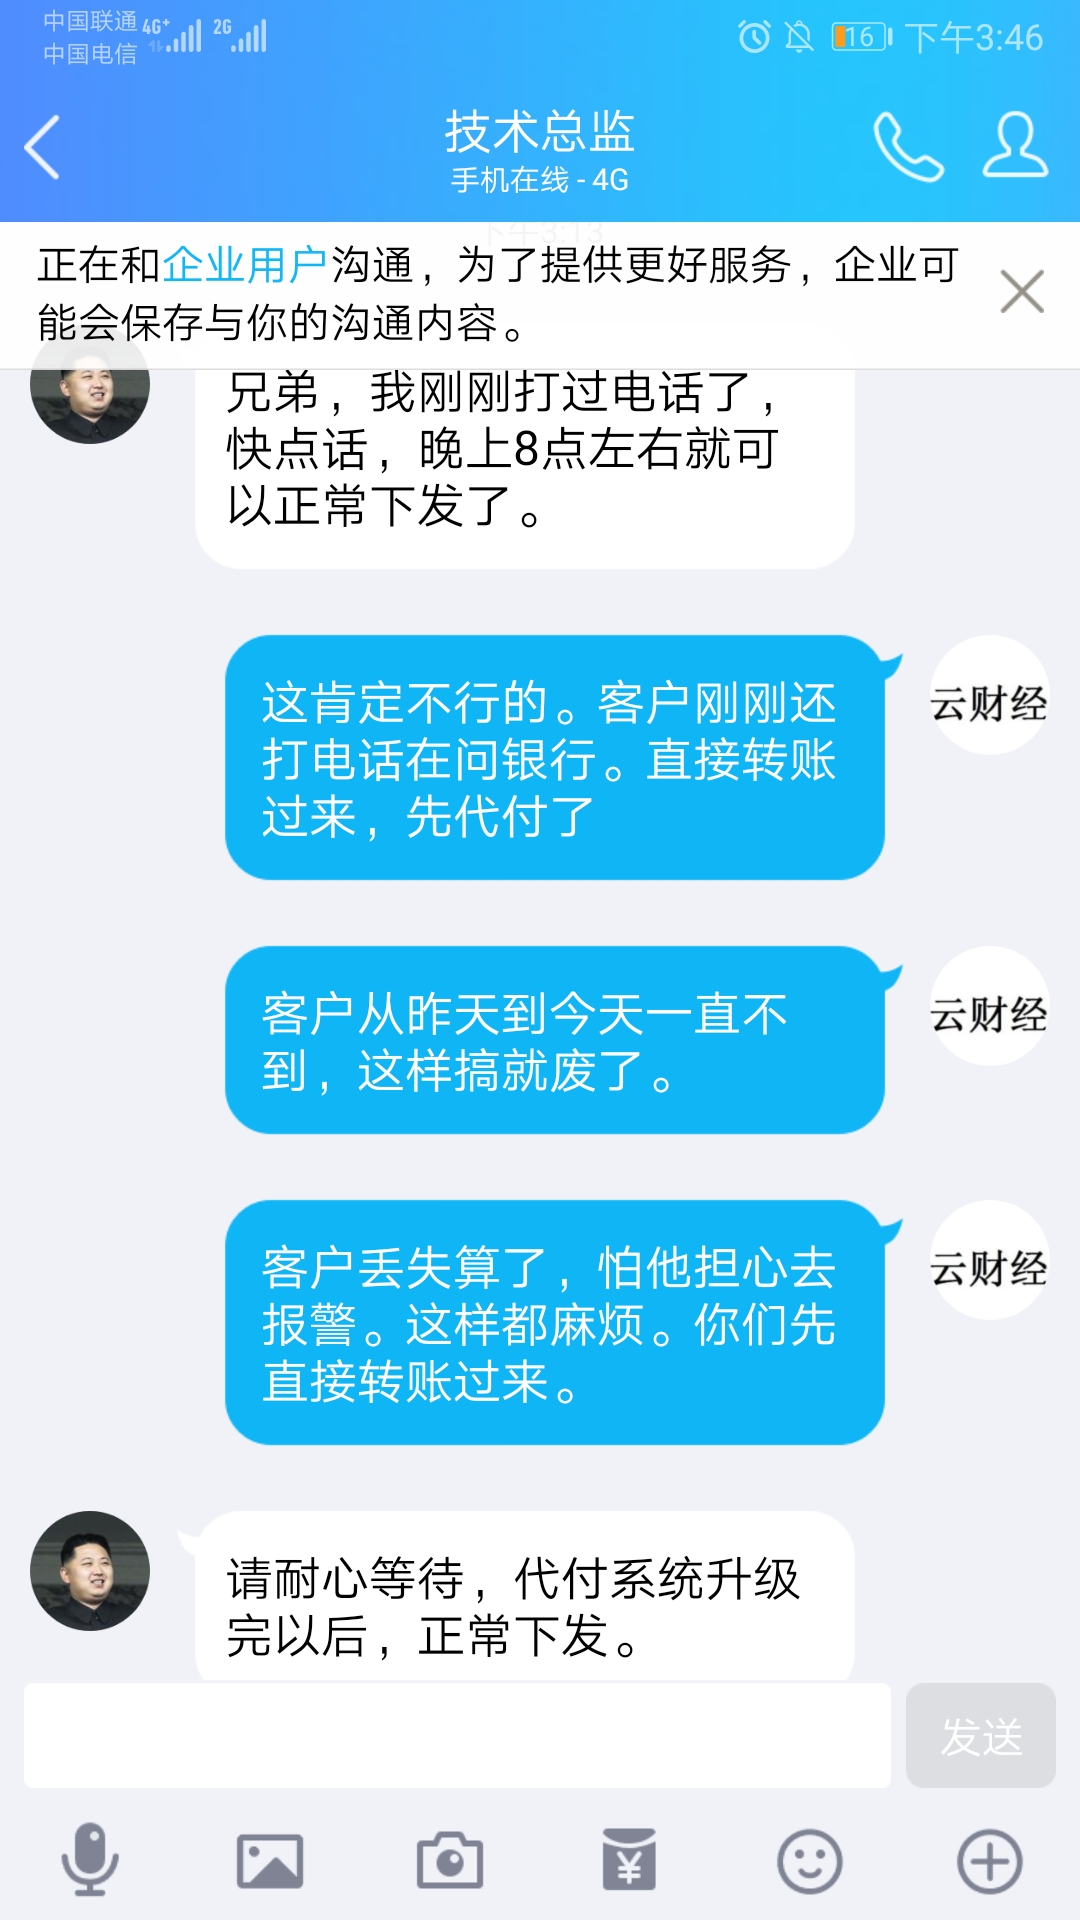 中国联通 4G+ 2G
中国电信
16 下午3:46
技术总监
手机在线 - 4G
下午3:13
正在和企业用户沟通，为了提供更好服务，企业可
能会保存与你的沟通内容。
兄弟，我刚刚打过电话了，
快点话，晚上8点左右就可
以正常下发了。
这肯定不行的。客户刚刚还
打电话在问银行。直接转账
过来，先代付了
云财经
客户从昨天到今天一直不
到，这样搞就废了。
云财经
客户丢失算了，怕他担心去
报警。这样都麻烦。你们先
直接转账过来。
云财经
请耐心等待，代付系统升级
完以后，正常下发。
发送
¥